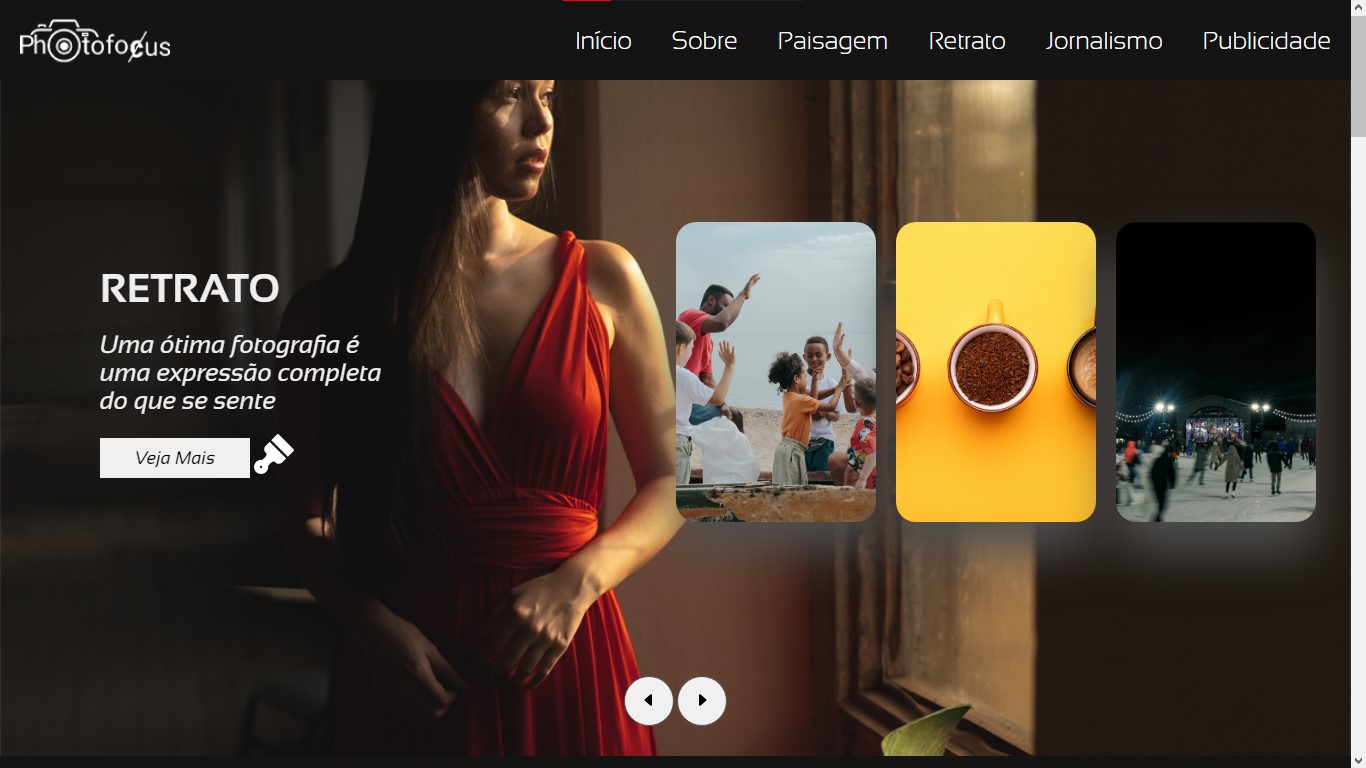 Photofocus
Início Sobre Paisagem Retrato Jornalismo Publicidade
RETRATO
Uma ótima fotografia é
uma expressão completa
do que se sente
Veja Mais